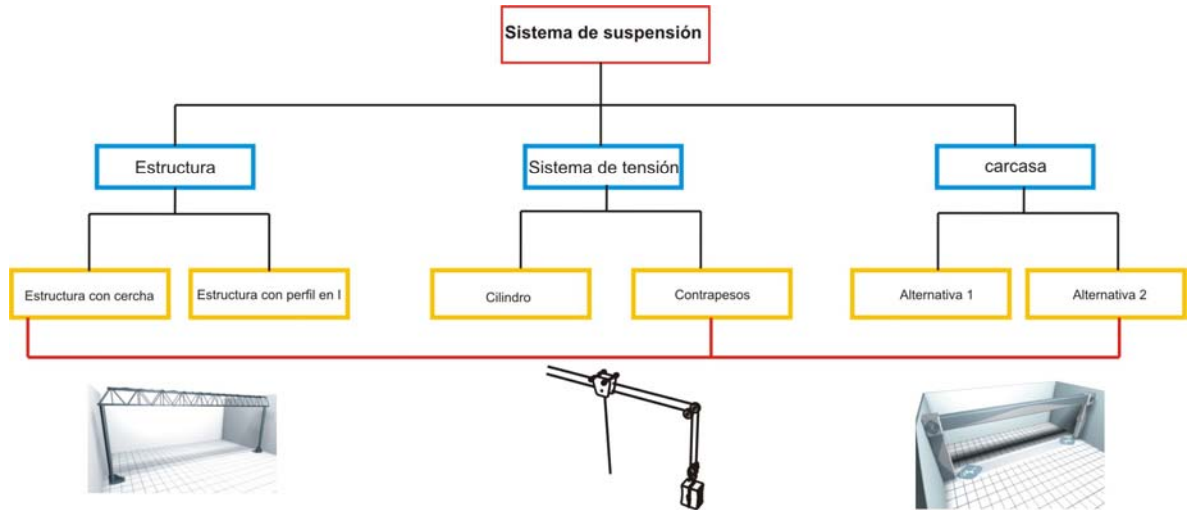 Sistema de suspensión
Estructura
Sistema de tensión
carcasa
Estructura con cercha
Estructura con perfil en I
Cilindro
Contrapesos
Alternativa 1
Alternativa 2